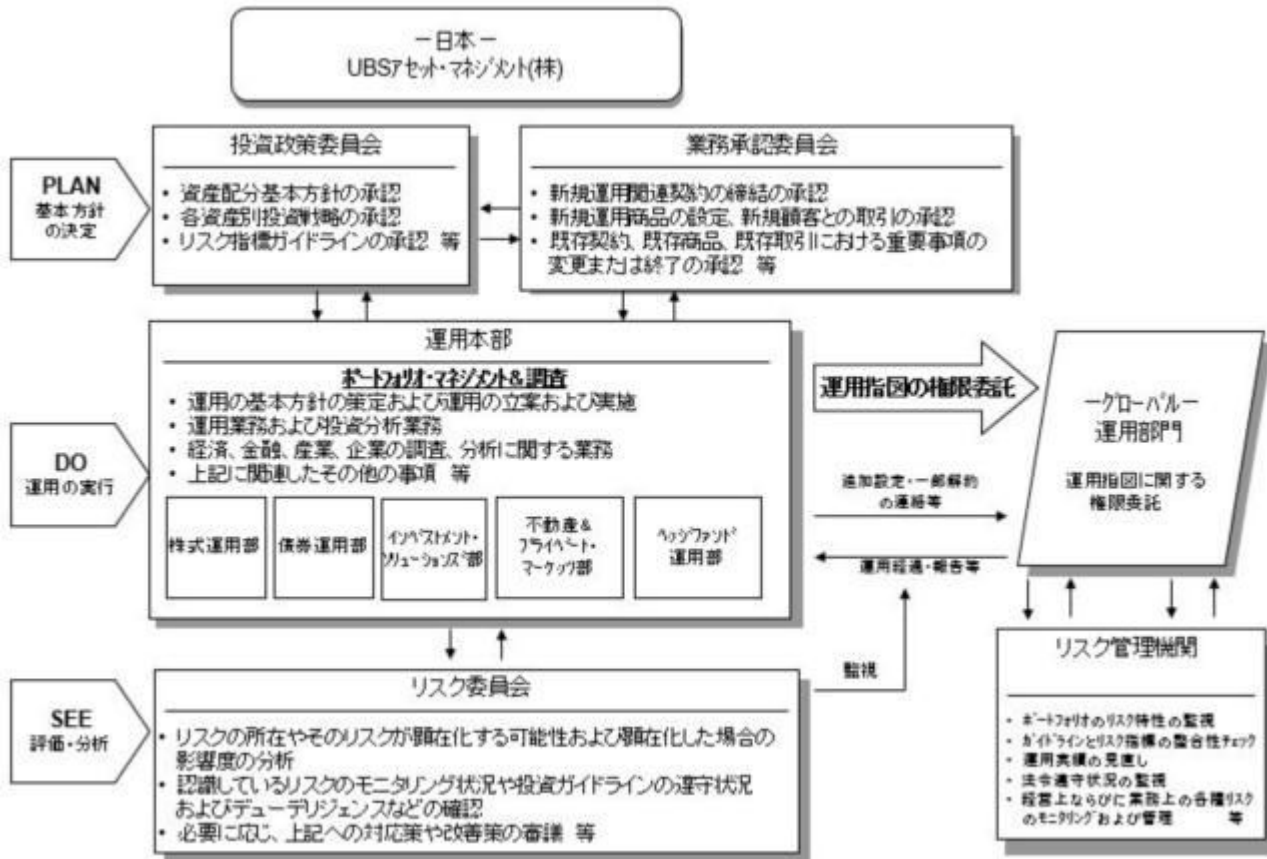 ー日本ー
UBSｱｾｯﾄ･ﾏﾈｼﾞﾒﾝﾄ(株)
PLAN
基本方針
の決定
投資政策委員会
・ 資産配分基本方針の承認
・ 各資産別投資戦略の承認
・ リスク指標ガイドラインの承認 等
業務承認委員会
・ 新規運用関連契約の締結の承認
・ 新規運用商品の設定、新規顧客との取引の承認
・ 既存契約、既存商品、既存取引における重要事項の
変更または終了の承認 等
DO
運用の実行
運用本部
ﾎﾟｰﾄﾌｫﾘｵ･ﾏﾈｼﾞﾒﾝﾄ&調査
・ 運用の基本方針の策定および運用の立案および実施
・ 運用業務および投資分析業務
・ 経済、金融、産業、企業の調査、分析に関する業務
・ 上記に関連したその他の事項 等
株式運用部
債券運用部
ｲﾝﾍﾞｽﾄﾒﾝﾄ･
ｿﾘｭｰｼｮﾝｽﾞ部
不動産&
ﾌﾟﾗｲﾍﾞｰﾄ･
ﾏｰｹｯﾂ部
ﾍｯｼﾞﾌｧﾝﾄﾞ
運用部
運用指図の権限委託
追加設定・一部解約
の連絡等
運用経過・報告等
監視
ーｸﾞﾛｰﾊﾞﾙー
運用部門
運用指図に関する
権限委託
SEE
評価・分析
リスク委員会
・ リスクの所在やそのリスクが顕在化する可能性および顕在化した場合の
影響度の分析
・ 認識しているリスクのモニタリング状況や投資ガイドラインの遵守状況
およびデューデリジェンスなどの確認
・ 必要に応じ、上記への対応策や改善策の審議 等
リスク管理機関
・ ﾎﾟｰﾄﾌｫﾘｵのﾘｽｸ特性の監視
・ ｶﾞｲﾄﾞﾗｲﾝとﾘｽｸ指標の整合性ﾁｪｯｸ
・ 運用実績の見直し
・ 法令遵守状況の監視
・ 経営上ならびに業務上の各種ﾘｽｸ
のﾓﾆﾀﾘﾝｸﾞおよび管理 等